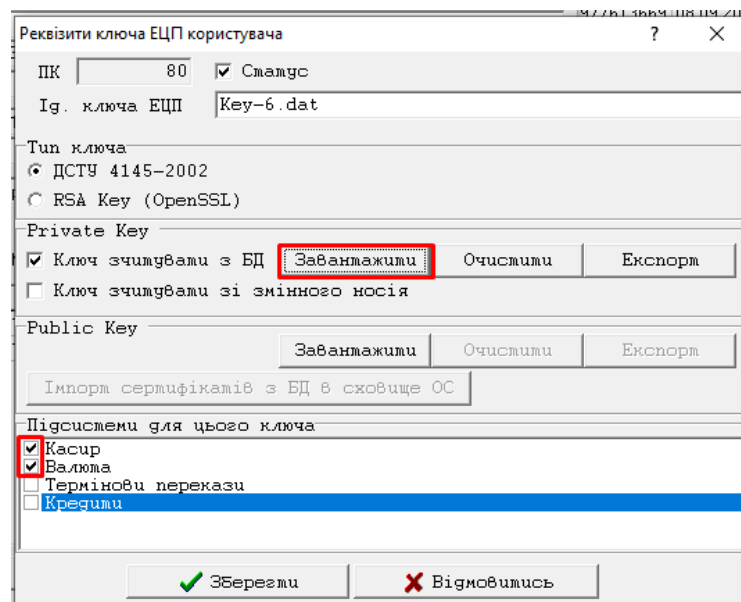 Реквізити ключа ЕЦП користувача ?
ПК 80 Статус
Ід. ключа ЕЦП Key-6.dat
Тип ключа
ДСТУ 4145-2002
RSA Key (OpenSSL)
Private Key
Ключ зчитувати з БД Завантажити Очистити Експорт
Ключ зчитувати зі змінного носія
Public Key
Завантажити Очистити Експорт
Імпорт сертифікатів з БД в сховище ОС
Підсистеми для цього ключа
Касир
Валюта
Термінови перекази
Кредити
Зберегти Відмовитись